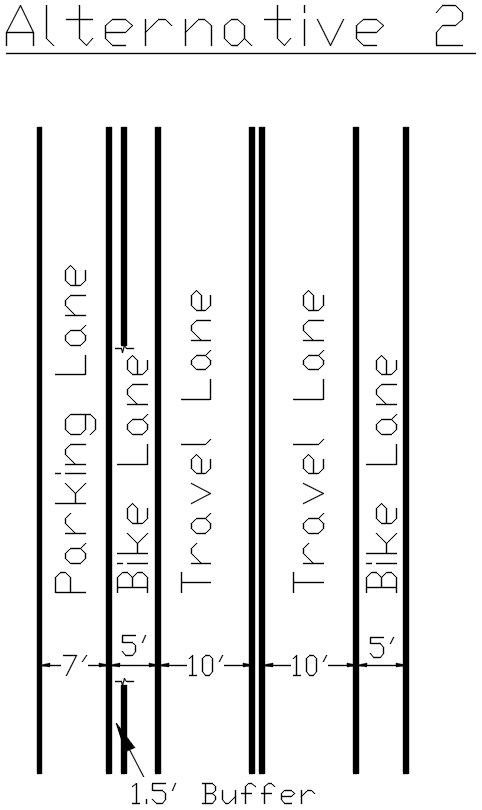 Alternative 2
Parking Lane
Bike Lane
Travel Lane
Travel Lane
Bike Lane
7'
5'
10'
10'
5'
1.5' Buffer